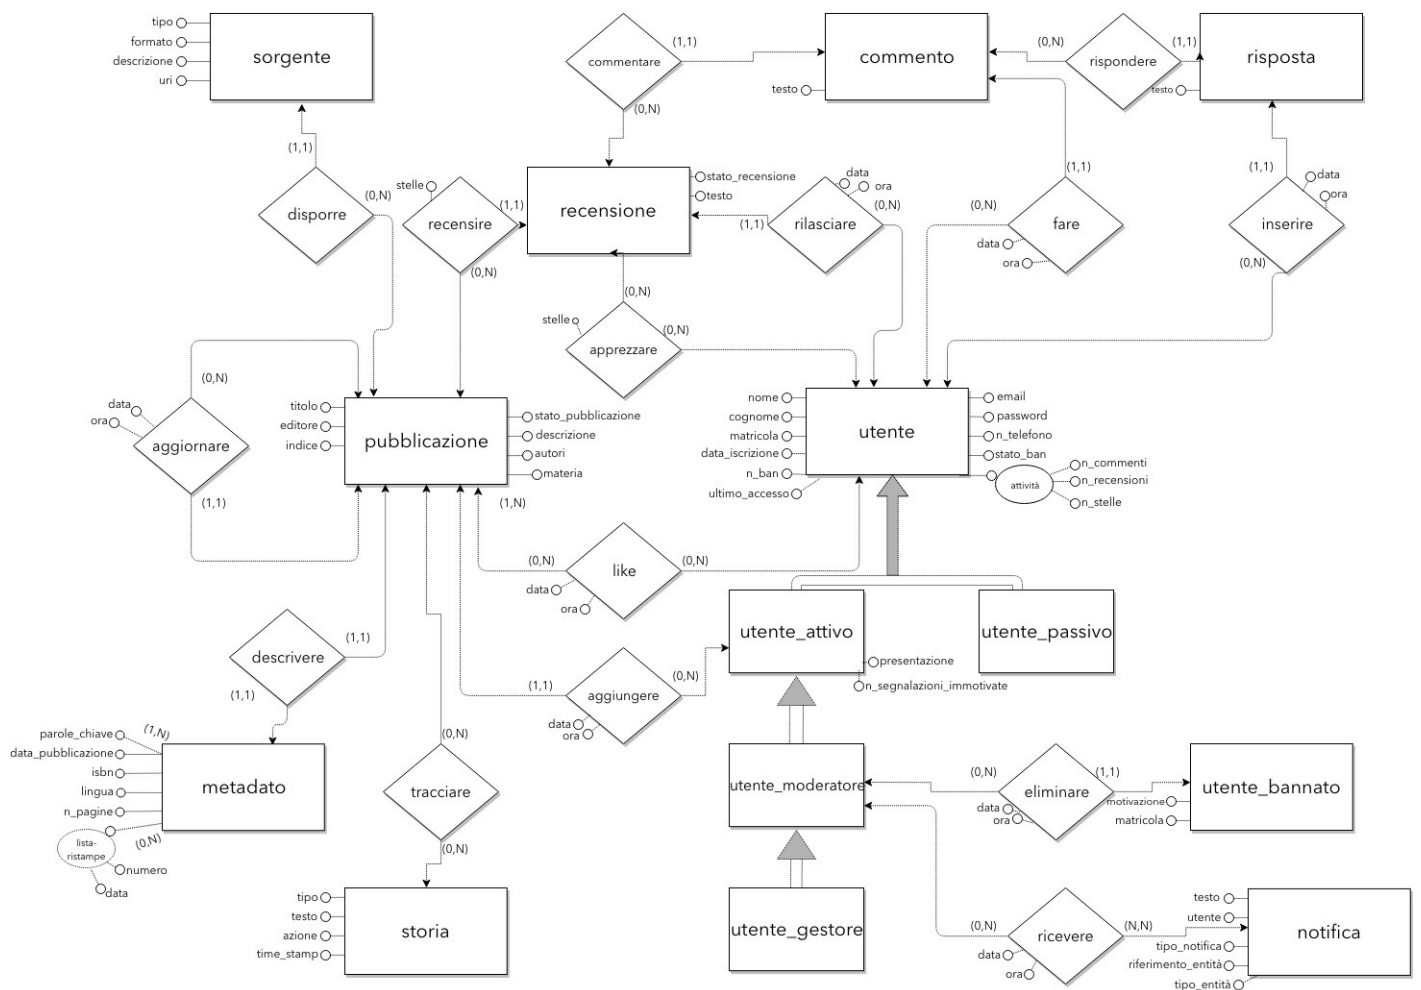 tipo
formato
descrizione
uri
sorgente
commentare
(1,1)
(0,N)
commento
testo
(0,N)
rispondere
(1,1)
risposta
testo
(1,1)
disporre
(0,N)
stelle
recensire
(1,1)
(0,N)
recensione
stato_recensione
testo
data
ora
rilasciare
(1,1)
(0,N)
(1,1)
(0,N)
fare
data
ora
(1,1)
data
ora
inserire
(0,N)
(0,N)
stelle
apprezzare
(0,N)
(0,N)
data
ora
aggiornare
(1,1)
titolo
editore
indice
pubblicazione
stato_pubblicazione
descrizione
autori
materia
(1,N)
nome
cognome
matricola
data_iscrizione
n_ban
ultimo_accesso
utente
email
password
n_telefono
stato_ban
attività
n_commenti
n_recensioni
n_stelle
(0,N)
like
(0,N)
data
ora
utente_attivo
presentazione
n_segnalazioni_immotivate
utente_passivo
descrivere
(1,1)
(1,1)
(1,1)
aggiungere
(0,N)
data
ora
parole_chiave
(1,N)
data_pubblicazione
isbn
lingua
n_pagine
metadato
lista-
ristampe
(0,N)
numero
data
(0,N)
tracciare
(0,N)
utente_moderatore
(0,N)
eliminare
(1,1)
data
ora
utente_bannato
motivazione
matricola
tipo
testo
azione
time_stamp
storia
utente_gestore
(0,N)
ricevere
(N,N)
data
ora
testo
utente
tipo_notifica
riferimento_entità
tipo_entità
notifica